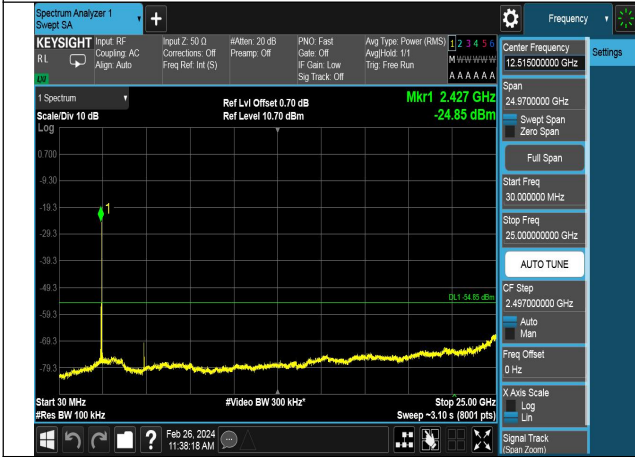 Spectrum Analyzer 1
Swept SA
+
Frequency
KEYSIGHT
RL
Input: RF
Coupling: AC
Align: Auto
Input Z: 50 Ω
Corrections: Off
Freq Ref: Int (S)
#Atten: 20 dB
Preamp: Off
PNO: Fast
Gate: Off
IF Gain: Low
Sig Track: Off
Avg Type: Power (RMS)
Avg|Hold: 1/1
Trig: Free Run
1 2 3 4 5 6
M W W W W W
A A A A A A
1 Spectrum
Scale/Div 10 dB
Ref Lvl Offset 0.70 dB
Ref Level 10.70 dBm
Mkr1 2.427 GHz
-24.85 dBm
Log
0.700
-9.30
-19.3
-29.3
-39.3
-49.3
-59.3
-69.3
-79.3
1
DL1 -54.85 dBm
Start 30 MHz
#Res BW 100 kHz
#Video BW 300 kHz*
Stop 25.00 GHz
Sweep ~3.10 s (8001 pts)
?
Feb 26, 2024
11:38:18 AM
Center Frequency
12.515000000 GHz
Span
24.9700000 GHz
Swept Span
Zero Span
Full Span
Start Freq
30.000000 MHz
Stop Freq
25.000000000 GHz
AUTO TUNE
CF Step
2.497000000 GHz
Auto
Man
Freq Offset
0 Hz
X Axis Scale
Log
Lin
Signal Track
(Span Zoom)
Settings